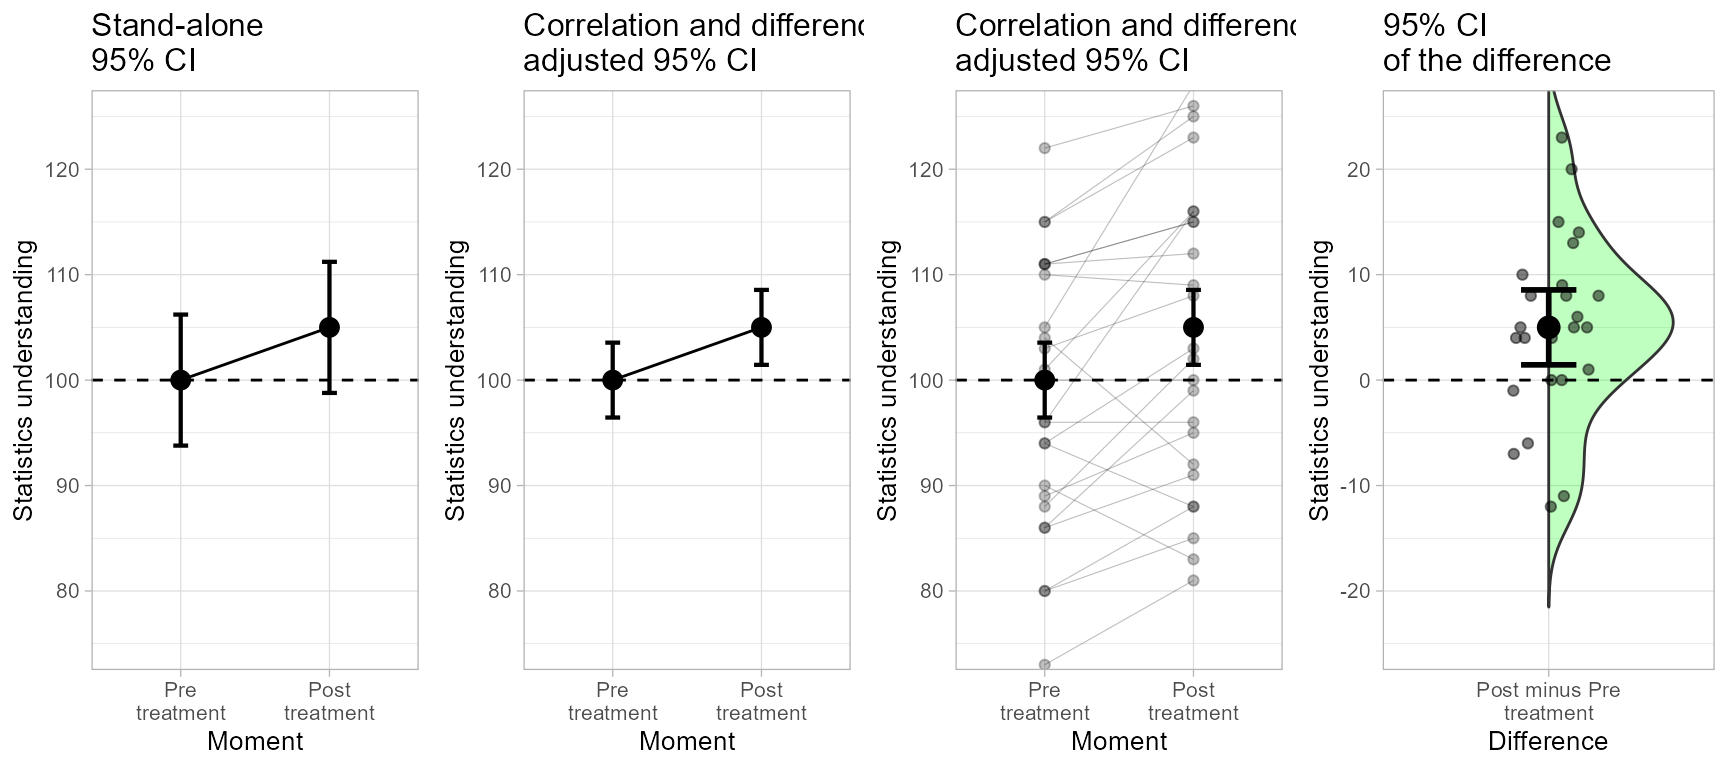 Stand-alone
95% CI
Correlation and differenc
adjusted 95% CI
Correlation and differenc
adjusted 95% CI
95% CI
of the difference
Statistics understanding
120
110
100
90
80
Pre
treatment
Post
treatment
Moment
Statistics understanding
120
110
100
90
80
Pre
treatment
Post
treatment
Moment
Statistics understanding
120
110
100
90
80
Pre
treatment
Post
treatment
Moment
Statistics understanding
20
10
0
-10
-20
Post minus Pre
treatment
Difference